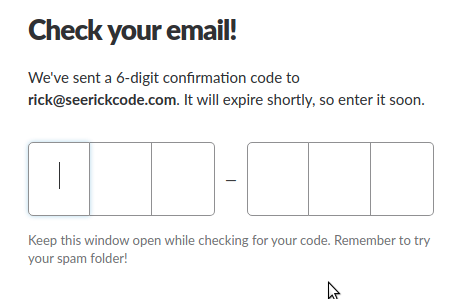 Check your email!
We've sent a 6-digit confirmation code to
rick@seerickcode.com. It will expire shortly, so enter it soon.
–
Keep this window open while checking for your code. Remember to try
your spam folder!